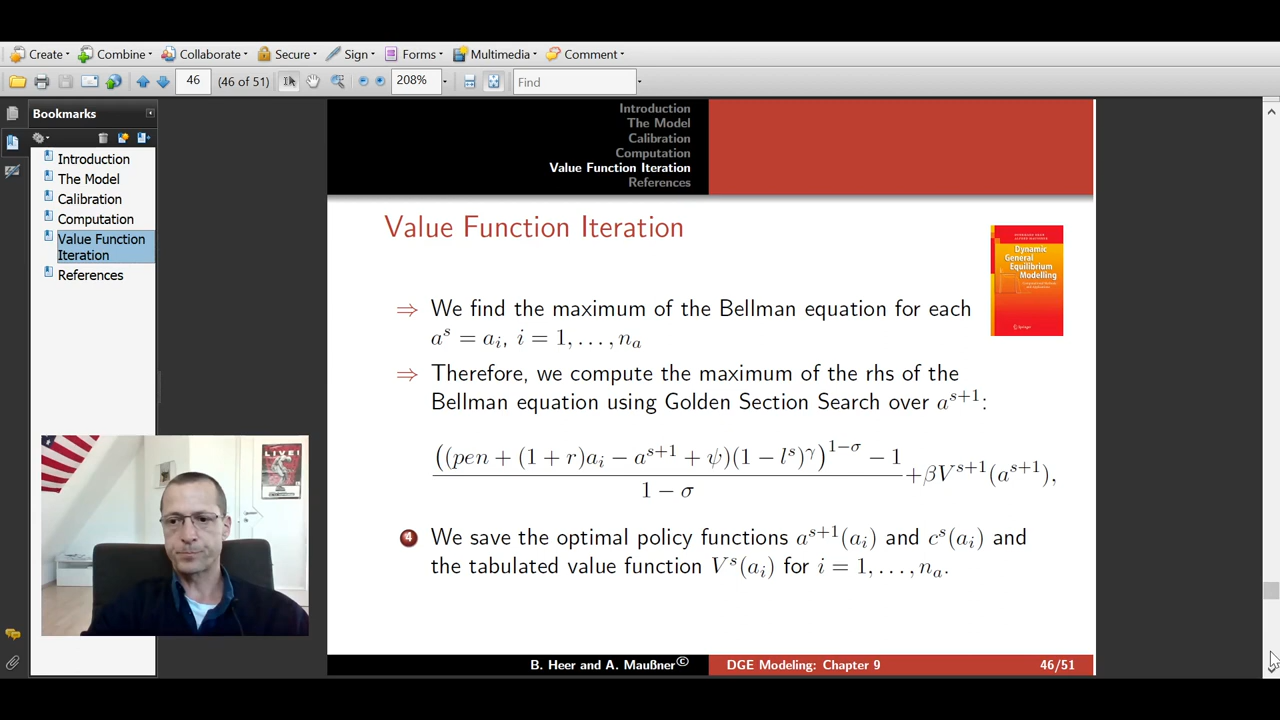 Create Combine Collaborate Secure Sign Forms Multimedia Comment
46 (46 of 51) 208% Find
Bookmarks
Introduction
The Model
Calibration
Computation
Value Function
Iteration
References
Introduction
The Model
Calibration
Computation
Value Function Iteration
References
Value Function Iteration
Dynamic
General
Equilibrium
Modelling
Springer
⇒ We find the maximum of the Bellman equation for each
a^s = a_i, i = 1, . . . , n_a
⇒ Therefore, we compute the maximum of the rhs of the
Bellman equation using Golden Section Search over a^{s+1}:
((pen + (1 + r)a_i − a^{s+1} + ψ)(1 − l^s)^γ)^{1−σ} − 1
1 − σ
+βV^{s+1}(a^{s+1}),
4 We save the optimal policy functions a^{s+1}(a_i) and c^s(a_i) and
the tabulated value function V^s(a_i) for i = 1, . . . , n_a.
LIVE!
B. Heer and A. Maußner© DGE Modeling: Chapter 9 46/51